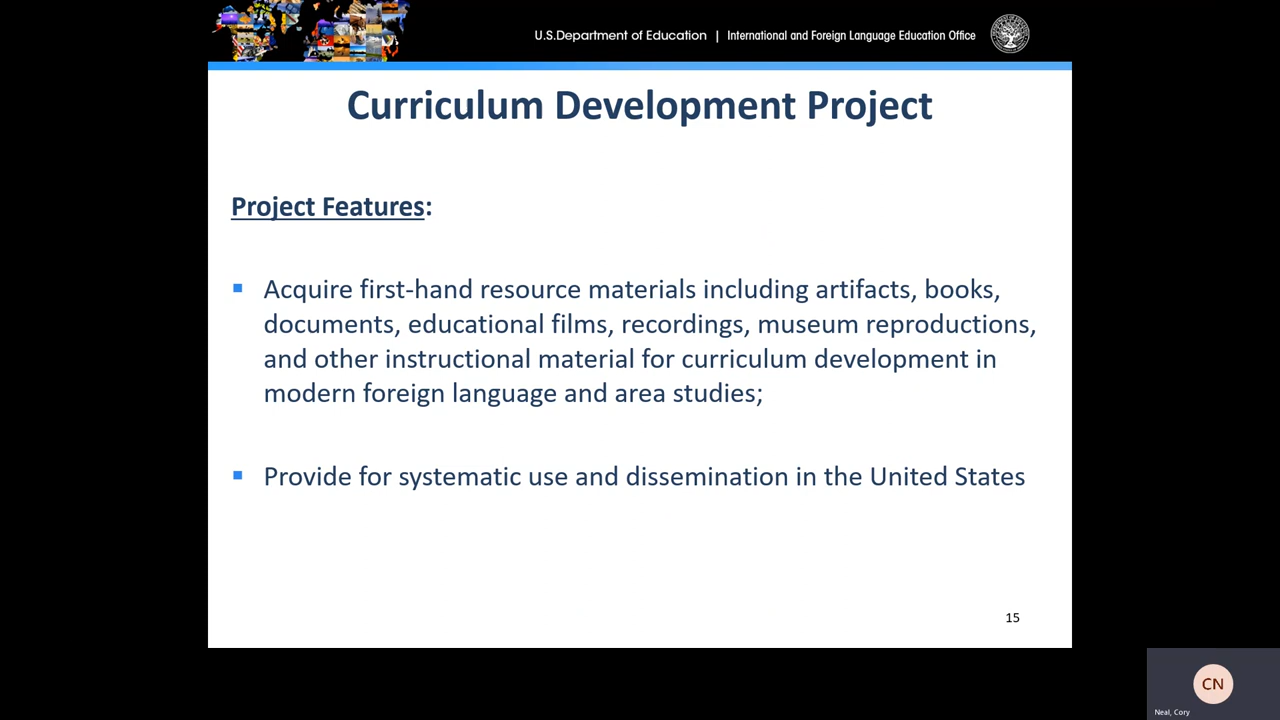 U.S.Department of Education | International and Foreign Language Education Office
Curriculum Development Project
Project Features:
Acquire first-hand resource materials including artifacts, books,
documents, educational films, recordings, museum reproductions,
and other instructional material for curriculum development in
modern foreign language and area studies;
Provide for systematic use and dissemination in the United States
15
CN
Neal, Cory